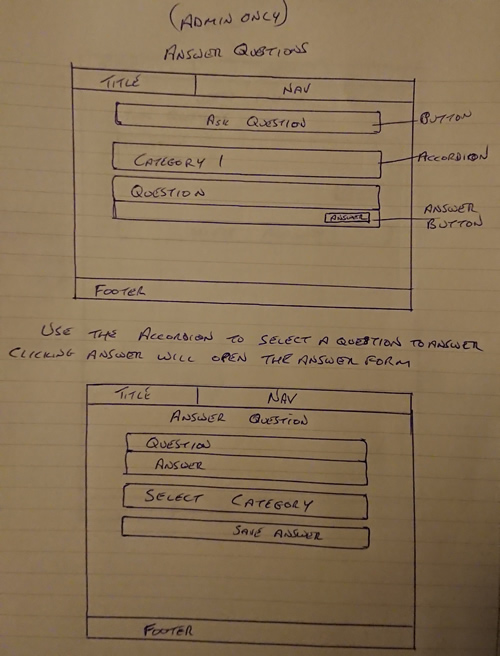 (ADMIN ONLY)
ANSWER QUESTIONS
TITLE NAV
ASK QUESTION
BUTTON
CATEGORY 1
ACCORDION
QUESTION
ANSWER
ANSWER
BUTTON
FOOTER
USE THE ACCORDION TO SELECT A QUESTION TO ANSWER
CLICKING ANSWER WILL OPEN THE ANSWER FORM
TITLE NAV
ANSWER QUESTION
QUESTION
ANSWER
SELECT CATEGORY
SAVE ANSWER
FOOTER